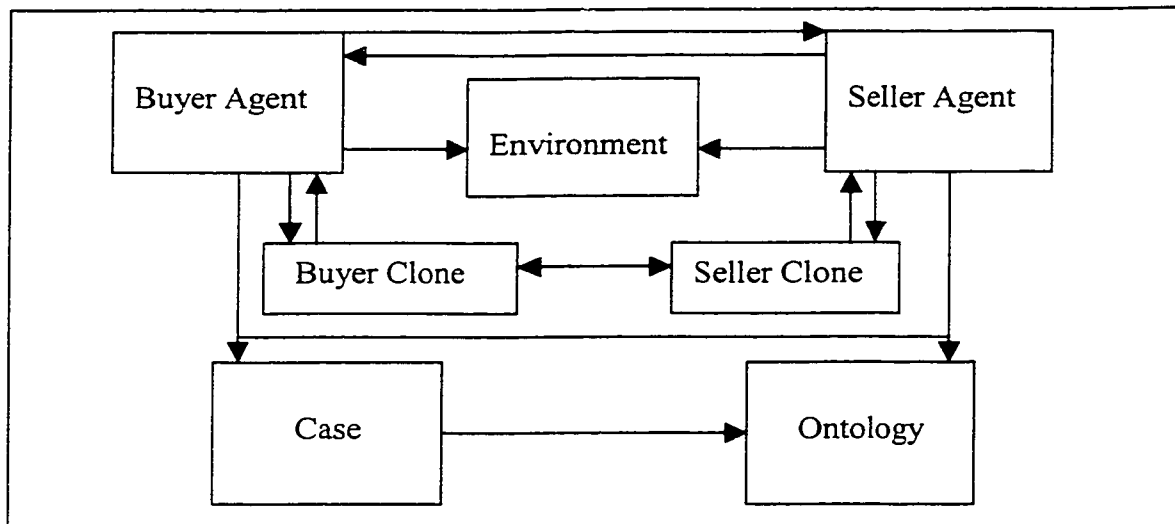 Buyer Agent
Seller Agent
Environment
Buyer Clone
Seller Clone
Case
Ontology